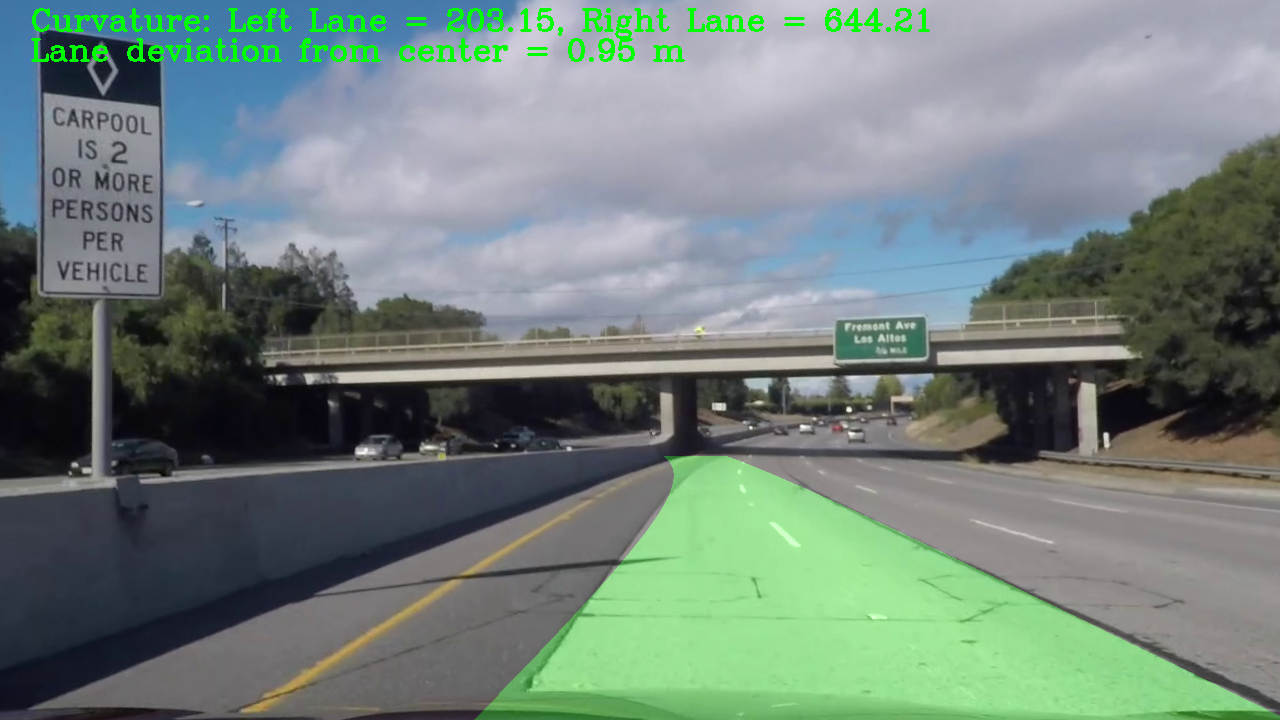 Curvature: Left Lane = 203.15, Right Lane = 644.21
Lane deviation from center = 0.95 m
CARPOOL
IS 2
OR MORE
PERSONS
PER
VEHICLE
Fremont Ave
Los Altos
MILE